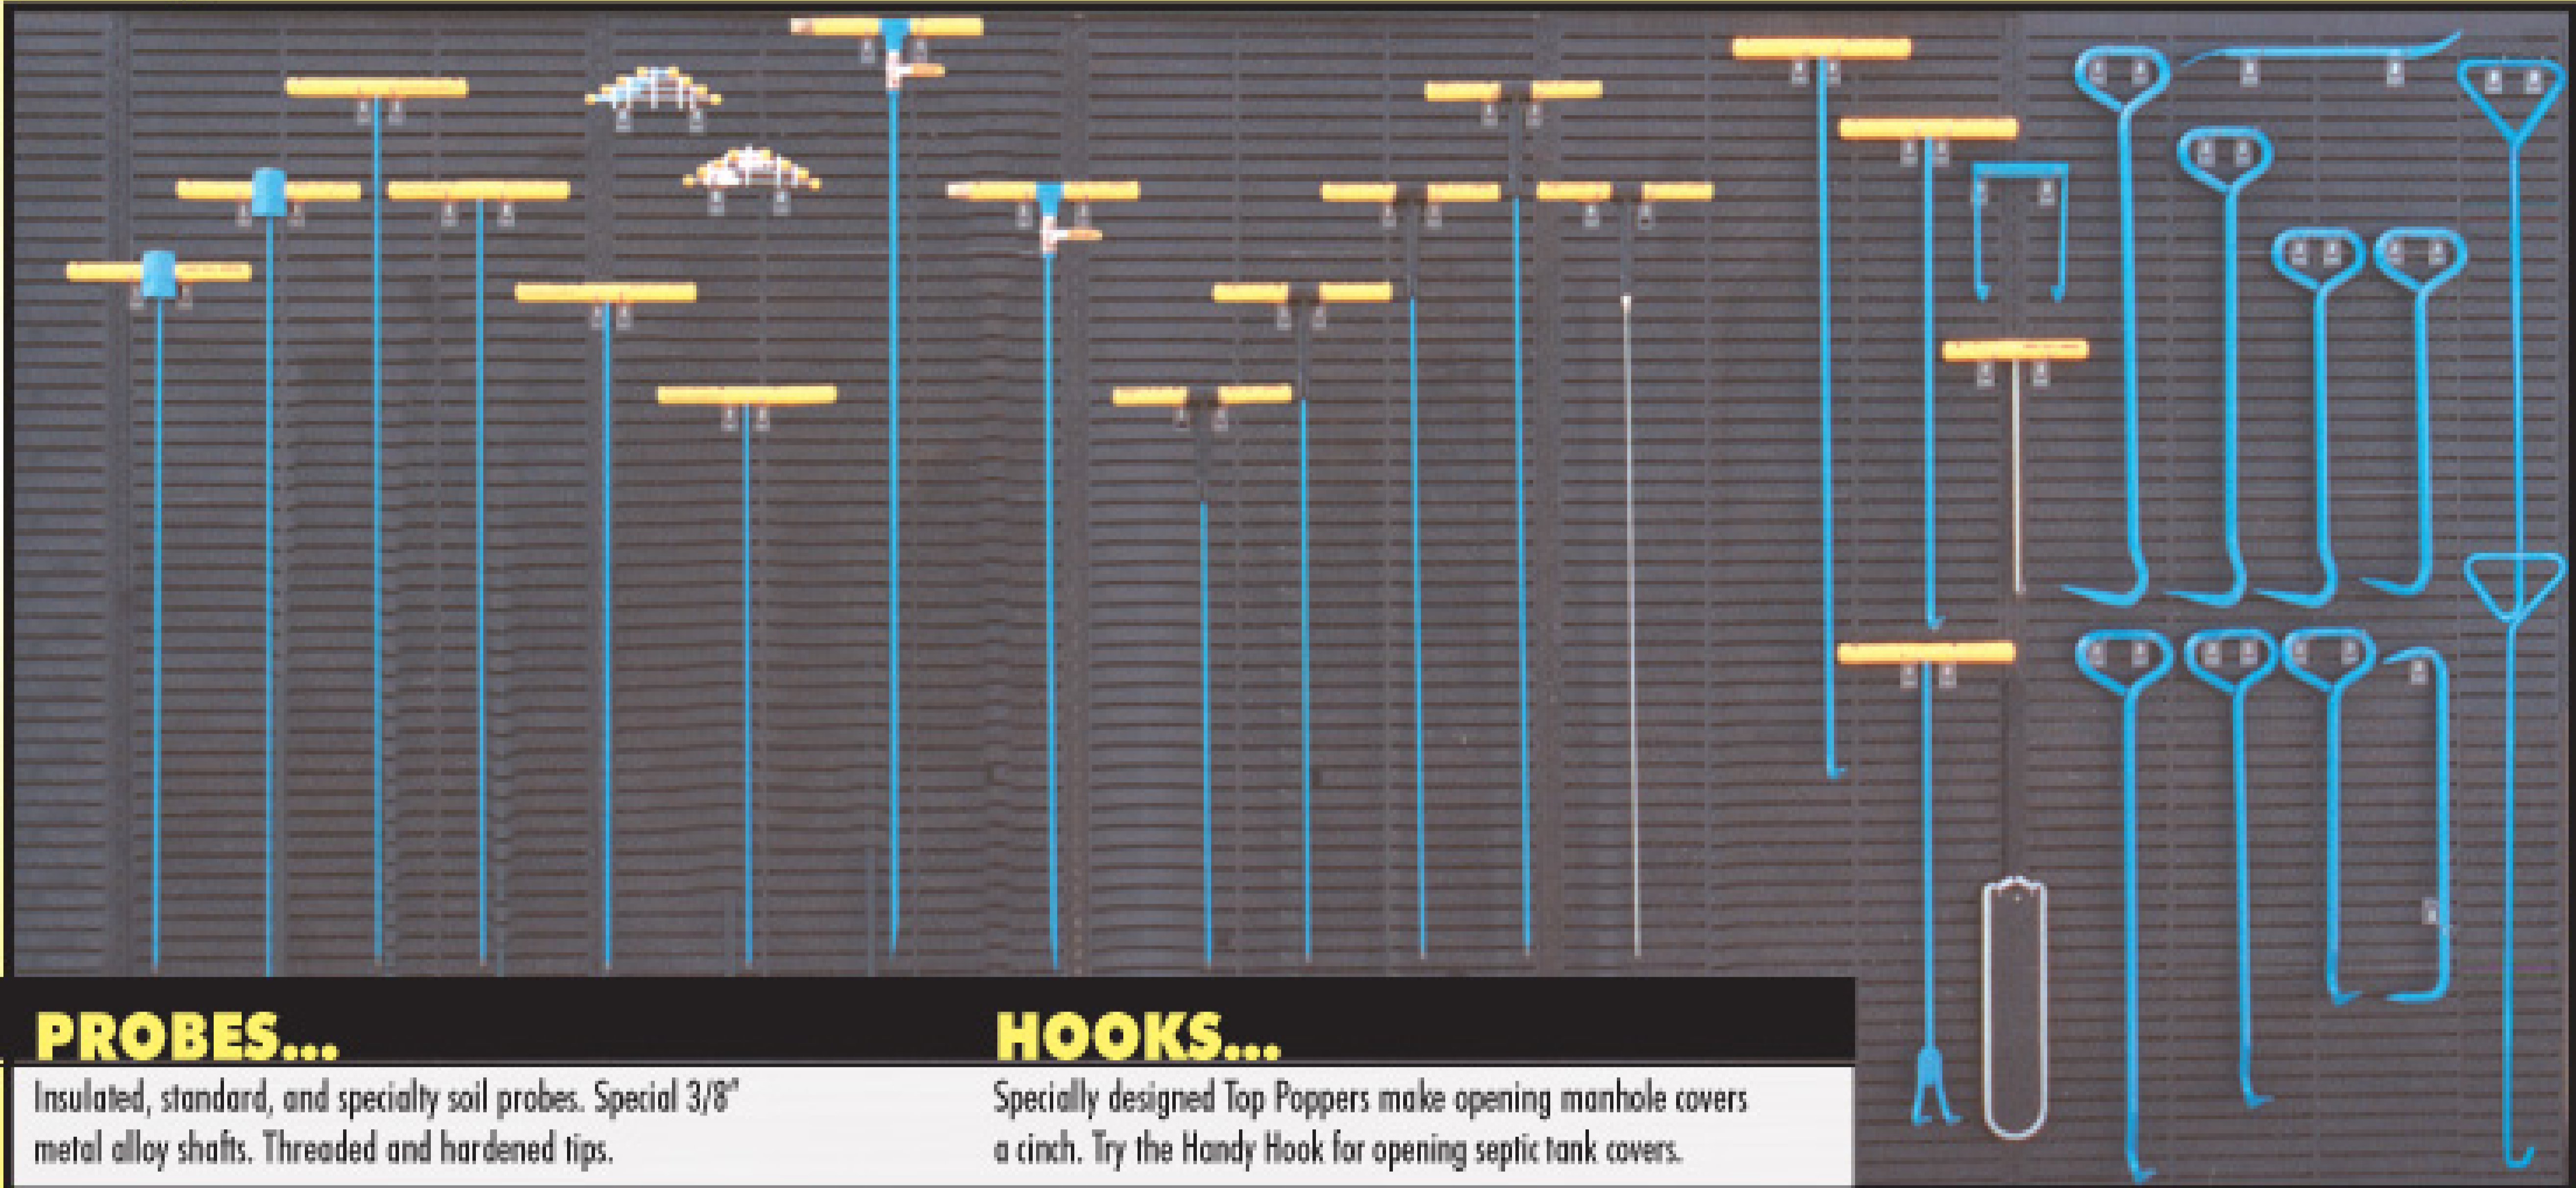 PROBES...
Insulated, standard, and specialty soil probes. Special 3/8"
metal alloy shafts. Threaded and hardened tips.
HOOKS...
Specially designed Top Poppers make opening manhole covers
a cinch. Try the Handy Hook for opening septic tank covers.